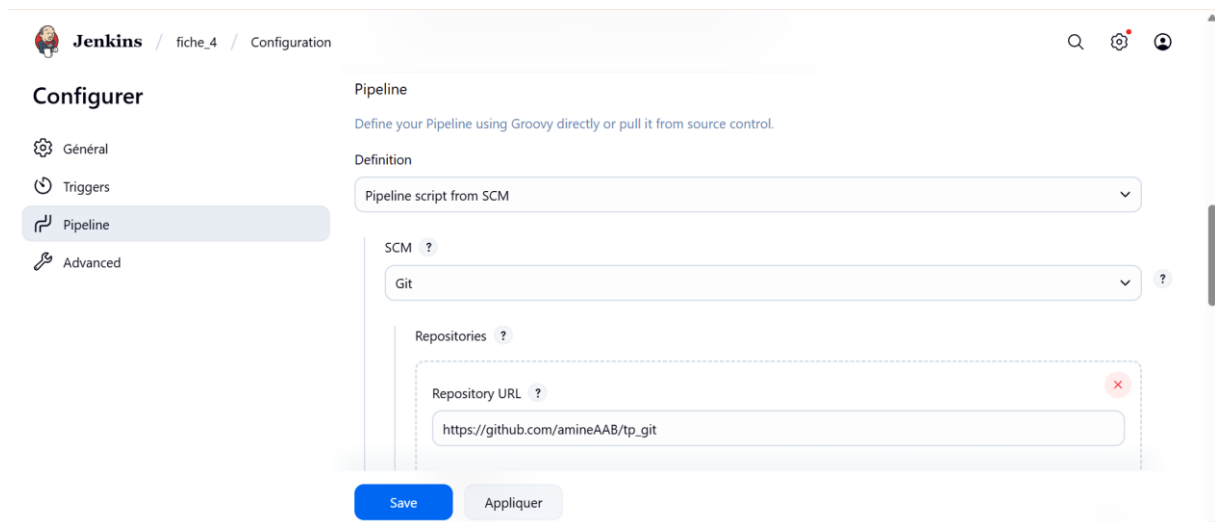 Jenkins / fiche_4 / Configuration
Configurer
Général
Triggers
Pipeline
Advanced
Pipeline
Define your Pipeline using Groovy directly or pull it from source control.
Definition
Pipeline script from SCM
SCM ?
Git
?
Repositories ?
Repository URL ?
https://github.com/amineAAB/tp_git
Save
Appliquer